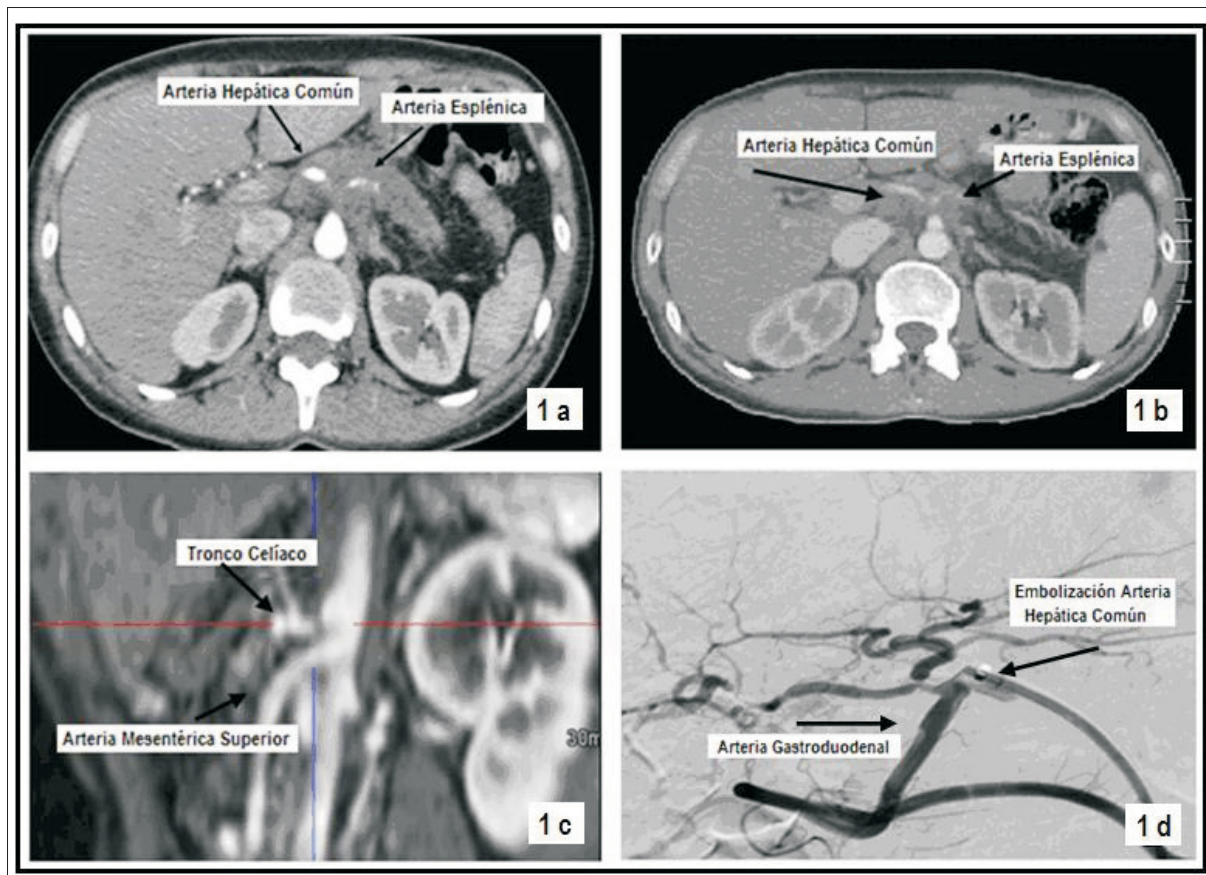 Arteria Hepática Común
Arteria Esplénica
1 a
Arteria Hepática Común
Arteria Esplénica
1 b
Tronco Celíaco
Arteria Mesentérica Superior
30m
1 c
Embolización Arteria
Hepática Común
Arteria Gastroduodenal
1 d